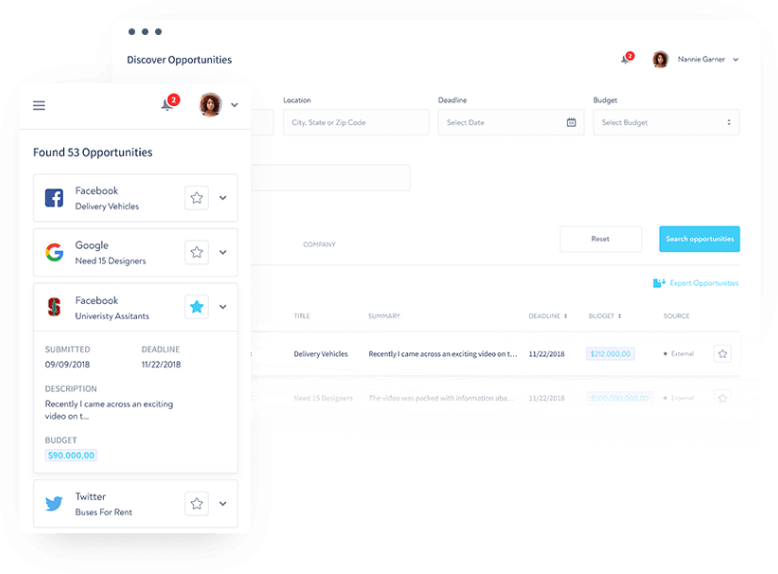 Discover Opportunities
2
Nannie Garner
Location
Deadline
Budget
City, State or Zip Code
Select Date
Select Budget
COMPANY
Reset
Search opportunities
Export Opportunities
TITLE
SUMMARY
DEADLINE
BUDGET
SOURCE
Delivery Vehicles
Recently I came across an exciting video on t...
11/22/2018
$212.000,00
External
Need 15 Designers
The video was packed with information aba...
11/22/2018
$500.000.000,00
External
2
Found 53 Opportunities
Facebook
Delivery Vehicles
Google
Need 15 Designers
Facebook
Univeristy Assitants
SUBMITTED
DEADLINE
09/09/2018
11/22/2018
DESCRIPTION
Recently I came across an exciting
video on t...
BUDGET
$90.000,00
Twitter
Buses For Rent